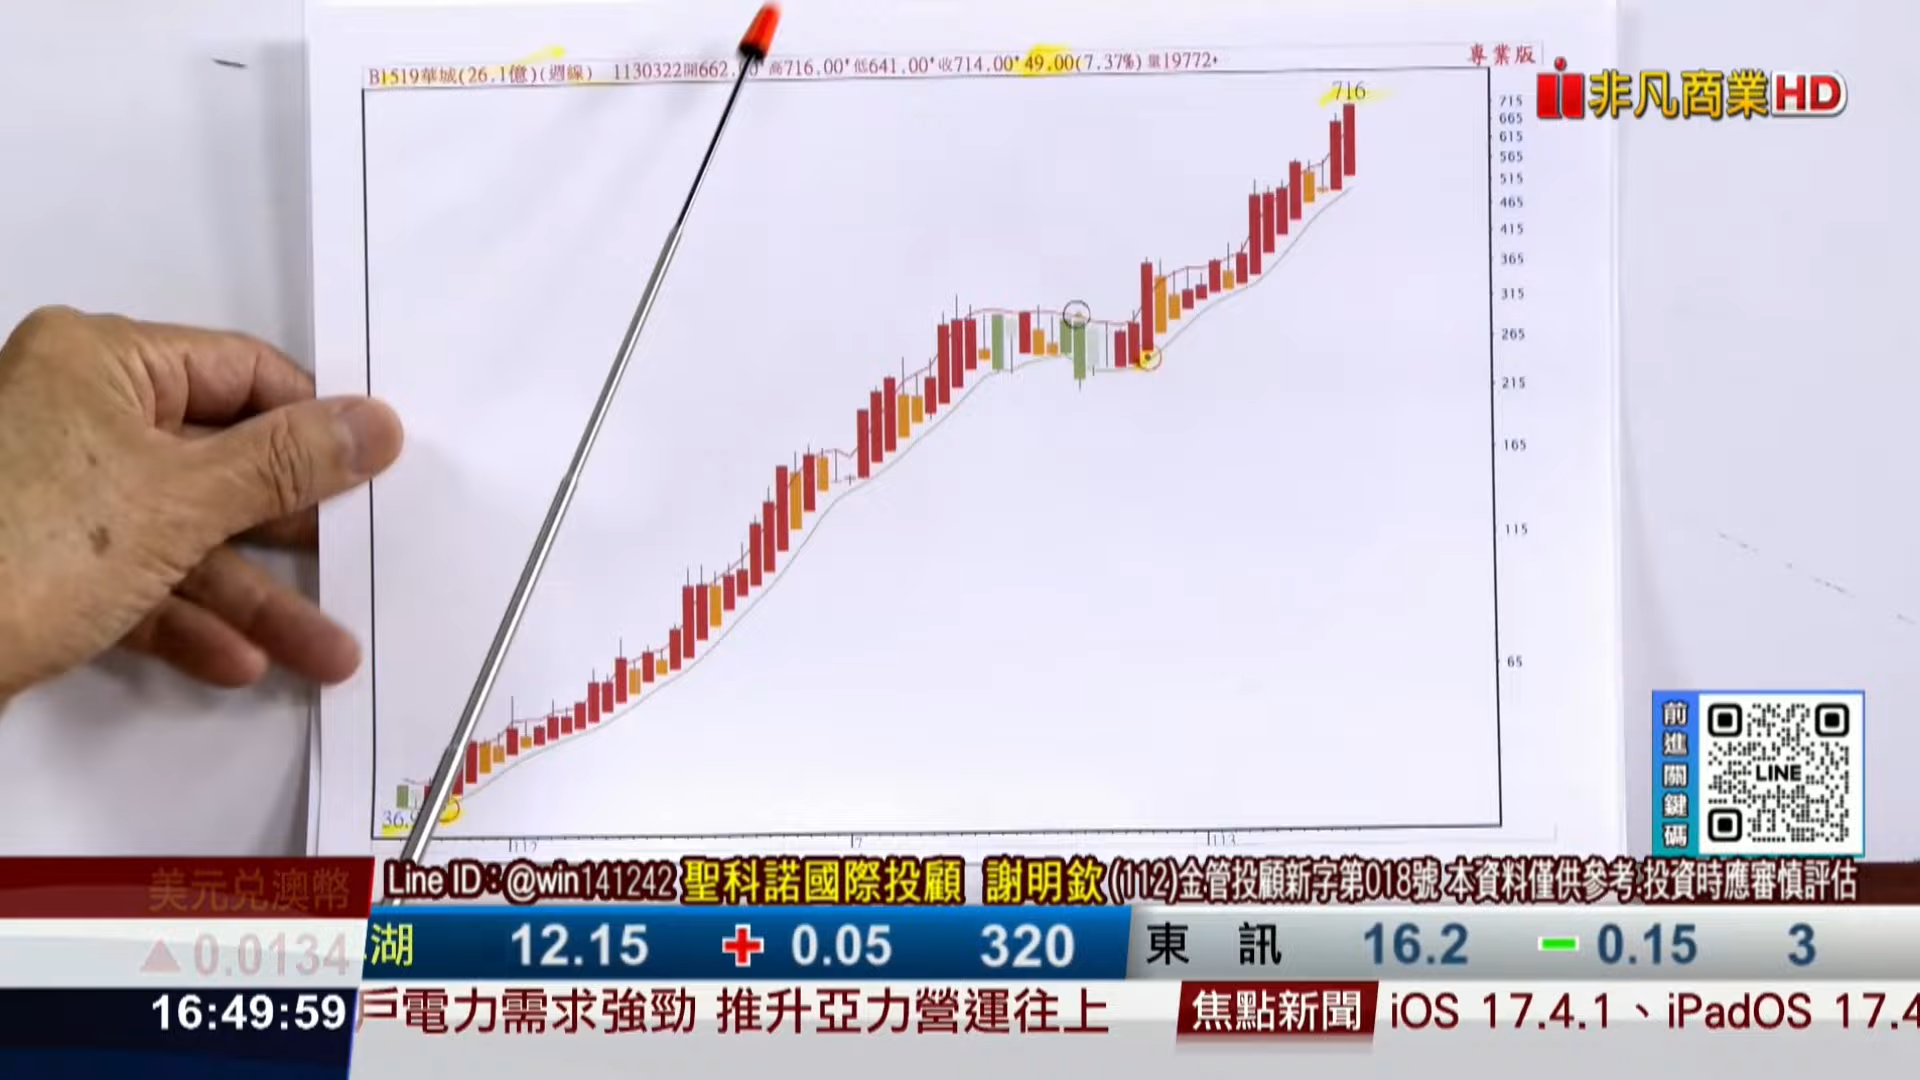 B1519華城(26.1億)(週線) 1130322開662.00 高716.00 低641.00 收714.00 49.00(7.37%) 量19772
專業版
非凡商業HD
716
715
665
615
565
515
465
415
365
315
265
215
165
115
65
36.9
112
7
113
前進關鍵碼
LINE
Line ID:@win141242 聖科諾國際投顧 謝明欽 (112)金管投顧新字第018號 本資料僅供參考 投資時應審慎評估
美元兌澳幣
▲0.0134
湖 12.15 + 0.05 320 東訊 16.2 - 0.15 3
16:49:59
戶電力需求強勁 推升亞力營運往上 焦點新聞 iOS 17.4.1、iPadOS 17.4